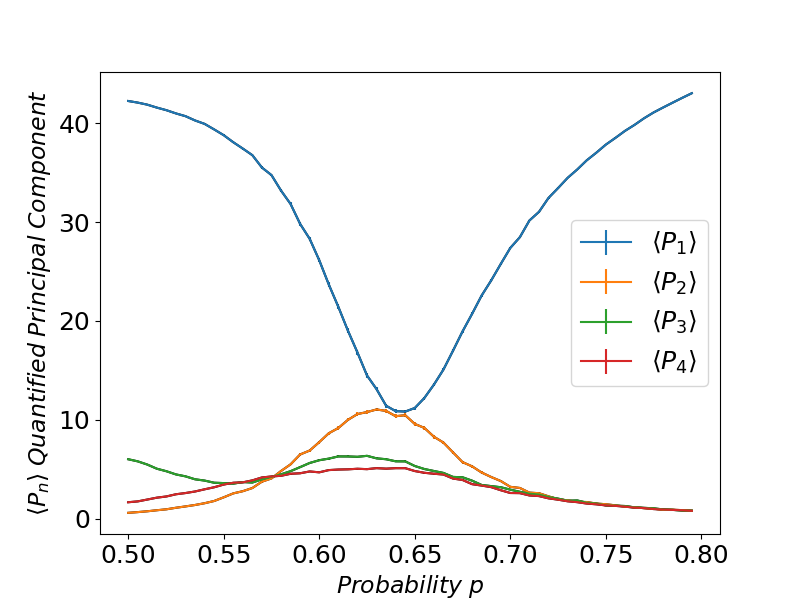 ⟨Pₙ⟩ Quantified Principal Component
40
30
20
10
0
⟨P₁⟩
⟨P₂⟩
⟨P₃⟩
⟨P₄⟩
0.50 0.55 0.60 0.65 0.70 0.75 0.80
Probability p